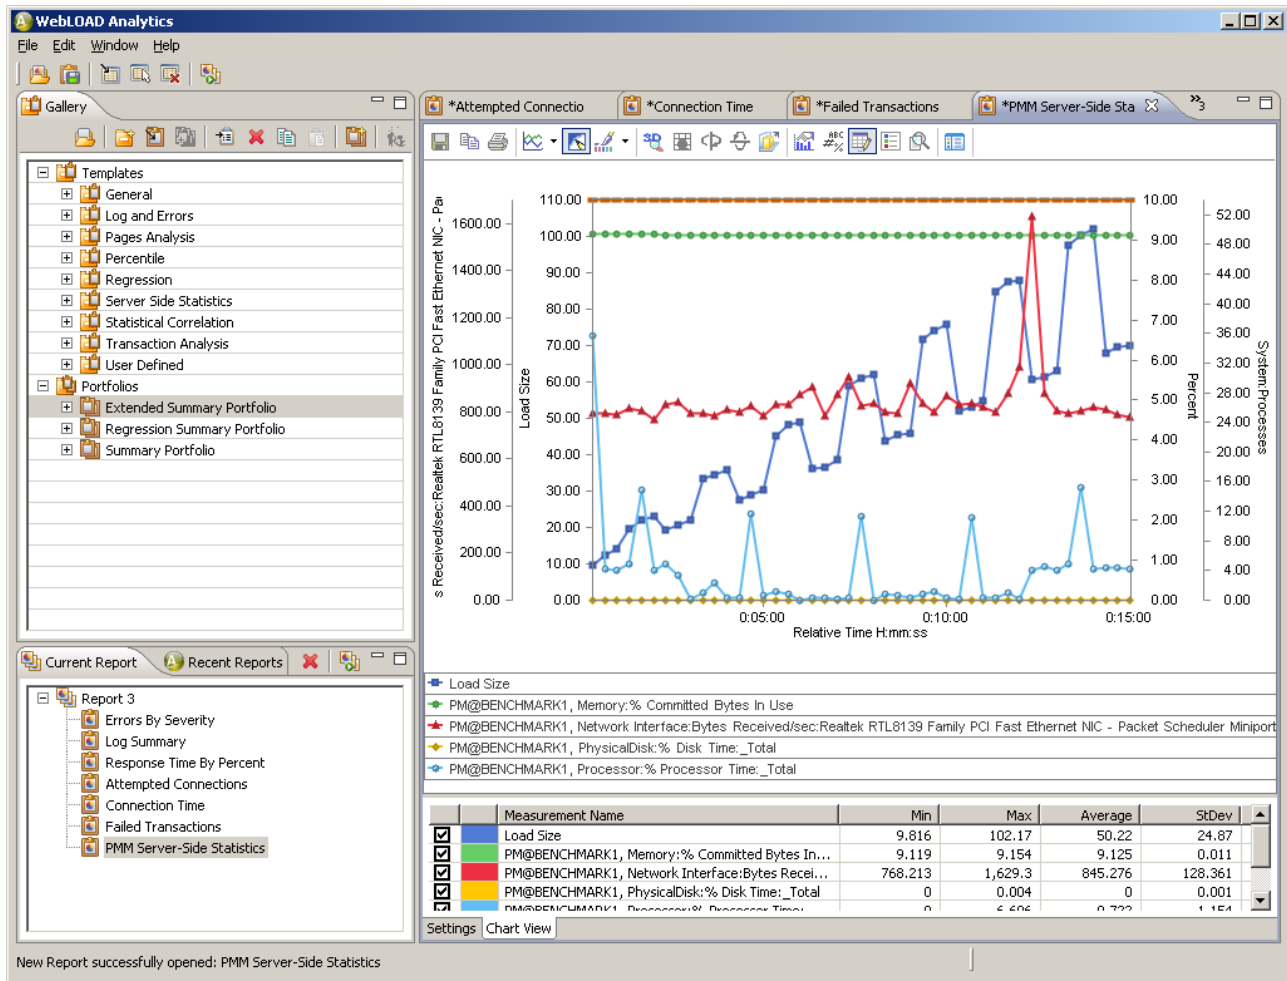 WebLOAD Analytics
File Edit Window Help
Gallery
Templates
General
Log and Errors
Pages Analysis
Percentile
Regression
Server Side Statistics
Statistical Correlation
Transaction Analysis
User Defined
Portfolios
Extended Summary Portfolio
Regression Summary Portfolio
Summary Portfolio
Current Report Recent Reports
Report 3
Errors By Severity
Log Summary
Response Time By Percent
Attempted Connections
Connection Time
Failed Transactions
PMM Server-Side Statistics
*Attempted Connectio *Connection Time *Failed Transactions *PMM Server-Side Sta »3
3D ABC #%
s Received/sec:Realtek RTL8139 Family PCI Fast Ethernet NIC - Pa
1600.00
1400.00
1200.00
1000.00
800.00
600.00
400.00
200.00
0.00
Load Size
110.00
100.00
90.00
80.00
70.00
60.00
50.00
40.00
30.00
20.00
10.00
0.00
10.00
9.00
8.00
7.00
6.00
5.00
4.00
3.00
2.00
1.00
0.00
Percent
52.00
48.00
44.00
40.00
36.00
32.00
28.00
24.00
20.00
16.00
12.00
8.00
4.00
0.00
System:Processes
0:05:00 0:10:00 0:15:00
Relative Time H:mm:ss
Load Size
PM@BENCHMARK1, Memory:% Committed Bytes In Use
PM@BENCHMARK1, Network Interface:Bytes Received/sec:Realtek RTL8139 Family PCI Fast Ethernet NIC - Packet Scheduler Miniport
PM@BENCHMARK1, PhysicalDisk:% Disk Time:_Total
PM@BENCHMARK1, Processor:% Processor Time:_Total
Measurement Name Min Max Average StDev
Load Size 9.816 102.17 50.22 24.87
PM@BENCHMARK1, Memory:% Committed Bytes In... 9.119 9.154 9.125 0.011
PM@BENCHMARK1, Network Interface:Bytes Recei... 768.213 1,629.3 845.276 128.361
PM@BENCHMARK1, PhysicalDisk:% Disk Time:_Total 0 0.004 0 0.001
PM@BENCHMARK1, Processor:% Processor Time: 0 6.606 0.722 1.154
Settings Chart View
New Report successfully opened: PMM Server-Side Statistics